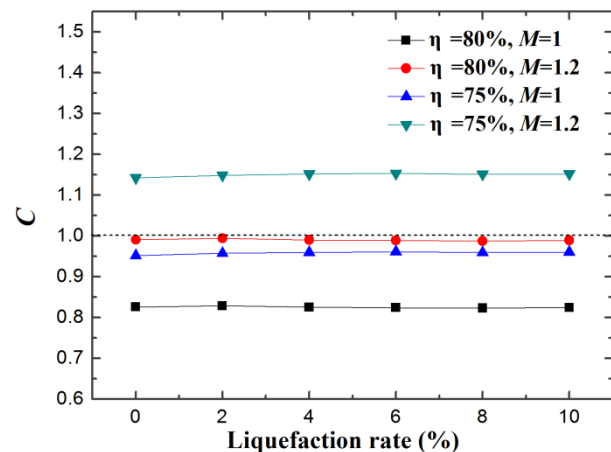 1.5
1.4
1.3
1.2
1.1
1.0
0.9
0.8
0.7
0.6
C
η =80%, M=1
η =80%, M=1.2
η =75%, M=1
η =75%, M=1.2
0 2 4 6 8 10
Liquefaction rate (%)